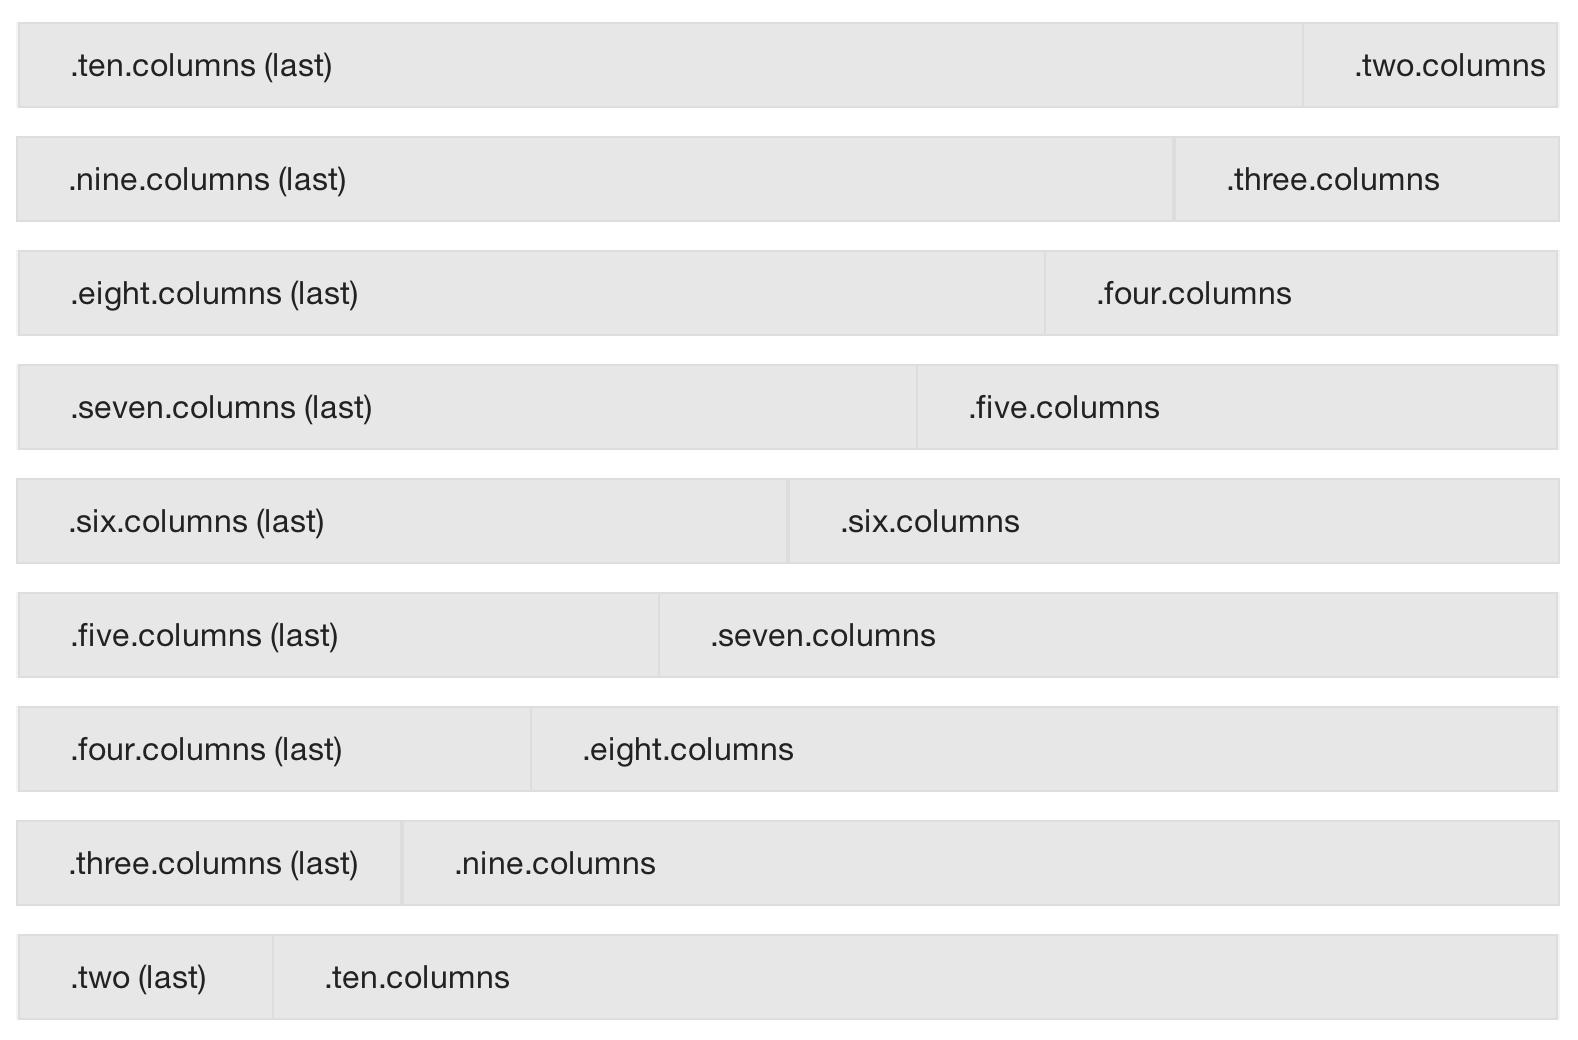 .ten.columns (last) .two.columns
.nine.columns (last) .three.columns
.eight.columns (last) .four.columns
.seven.columns (last) .five.columns
.six.columns (last) .six.columns
.five.columns (last) .seven.columns
.four.columns (last) .eight.columns
.three.columns (last) .nine.columns
.two (last) .ten.columns